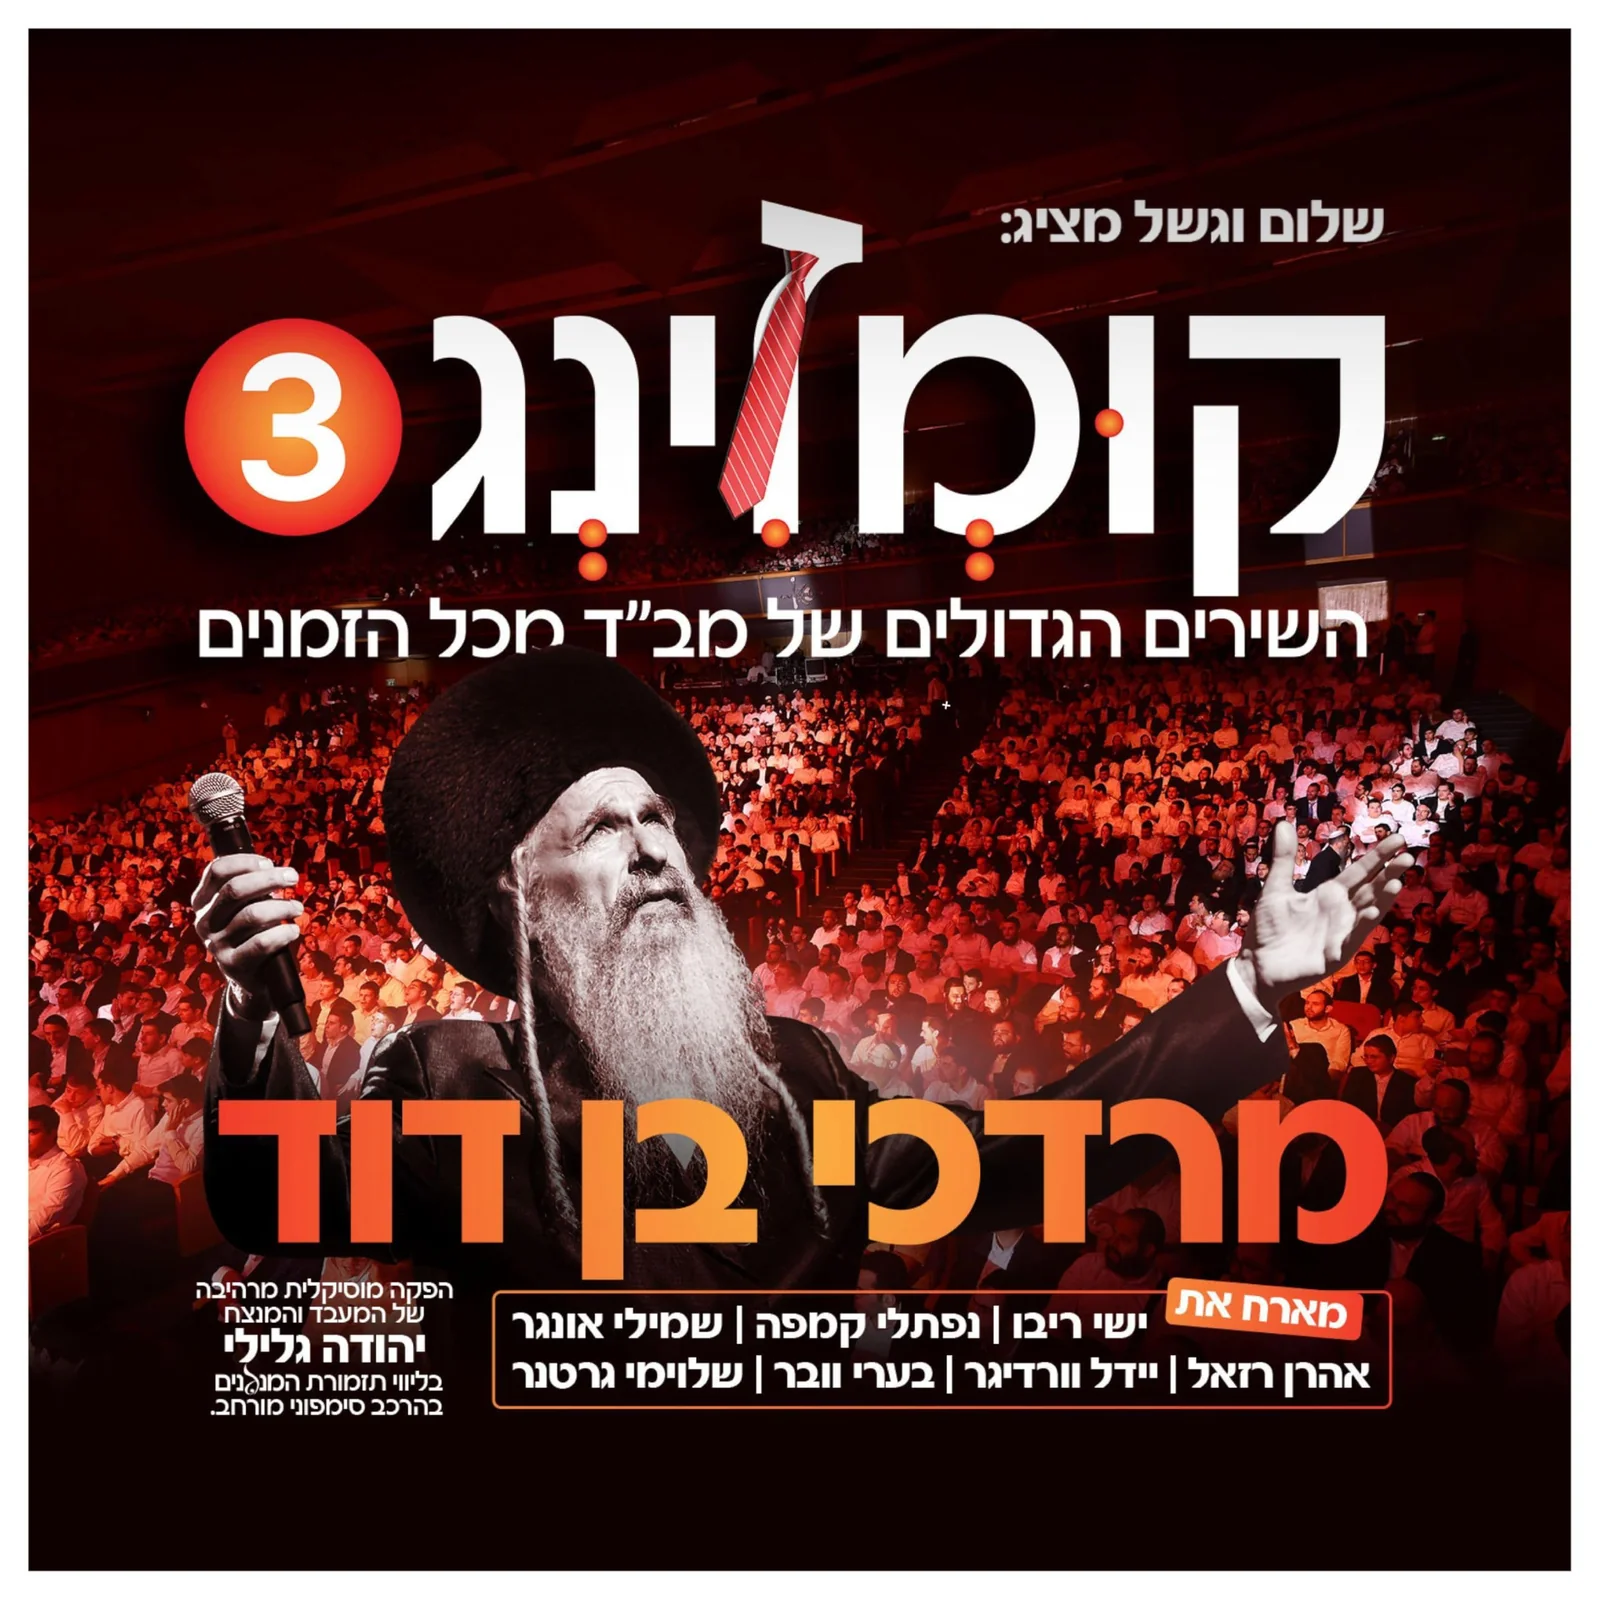 שלום וגשל מציג:
קוּמְזִינְג 3
השירים הגדולים של מב"ד מכל הזמנים
מרדכי בן דוד
מארח את
ישי ריבו | נפתלי קמפה | שמילי אונגר
אהרן רזאל | יידל וורדיגר | בערי וובר | שלוימי גרטנר
הפקה מוסיקלית מרהיבה
של המעבד והמנצח
יהודה גלילי
בליווי תזמורת המנגנים
בהרכב סימפוני מורחב.